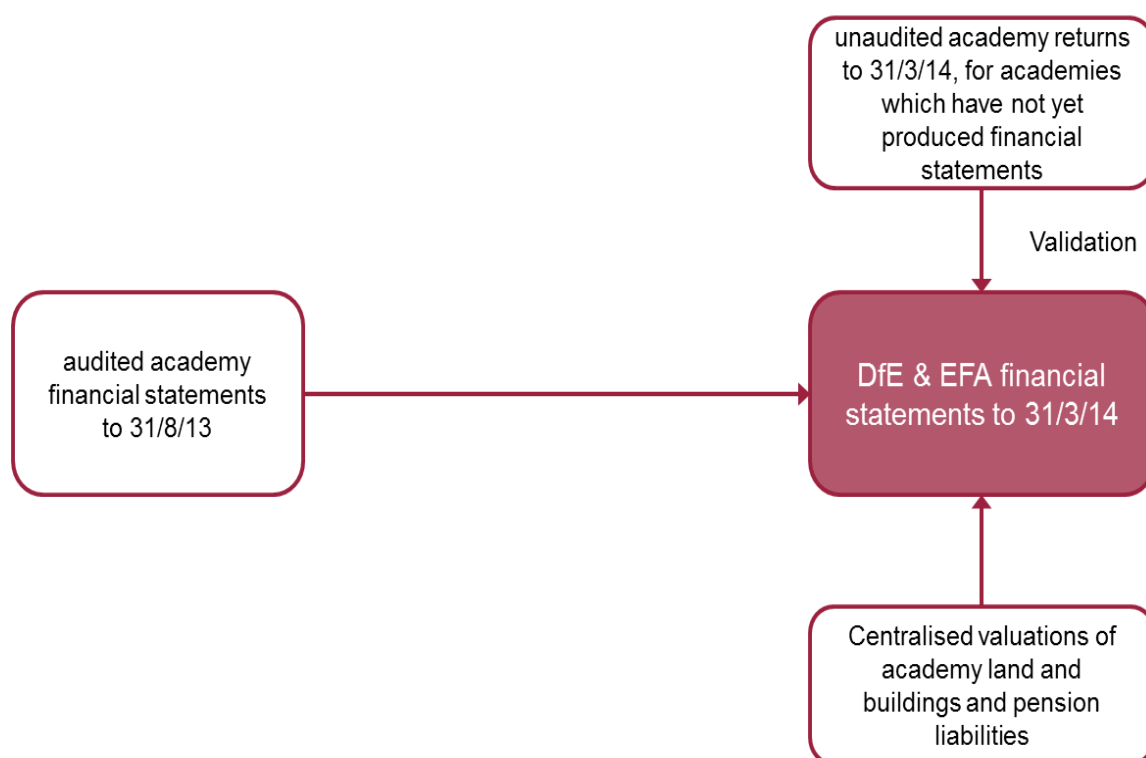 unaudited academy returns
to 31/3/14, for academies
which have not yet
produced financial
statements
Validation
audited academy
financial statements
to 31/8/13
DfE & EFA financial
statements to 31/3/14
Centralised valuations of
academy land and
buildings and pension
liabilities